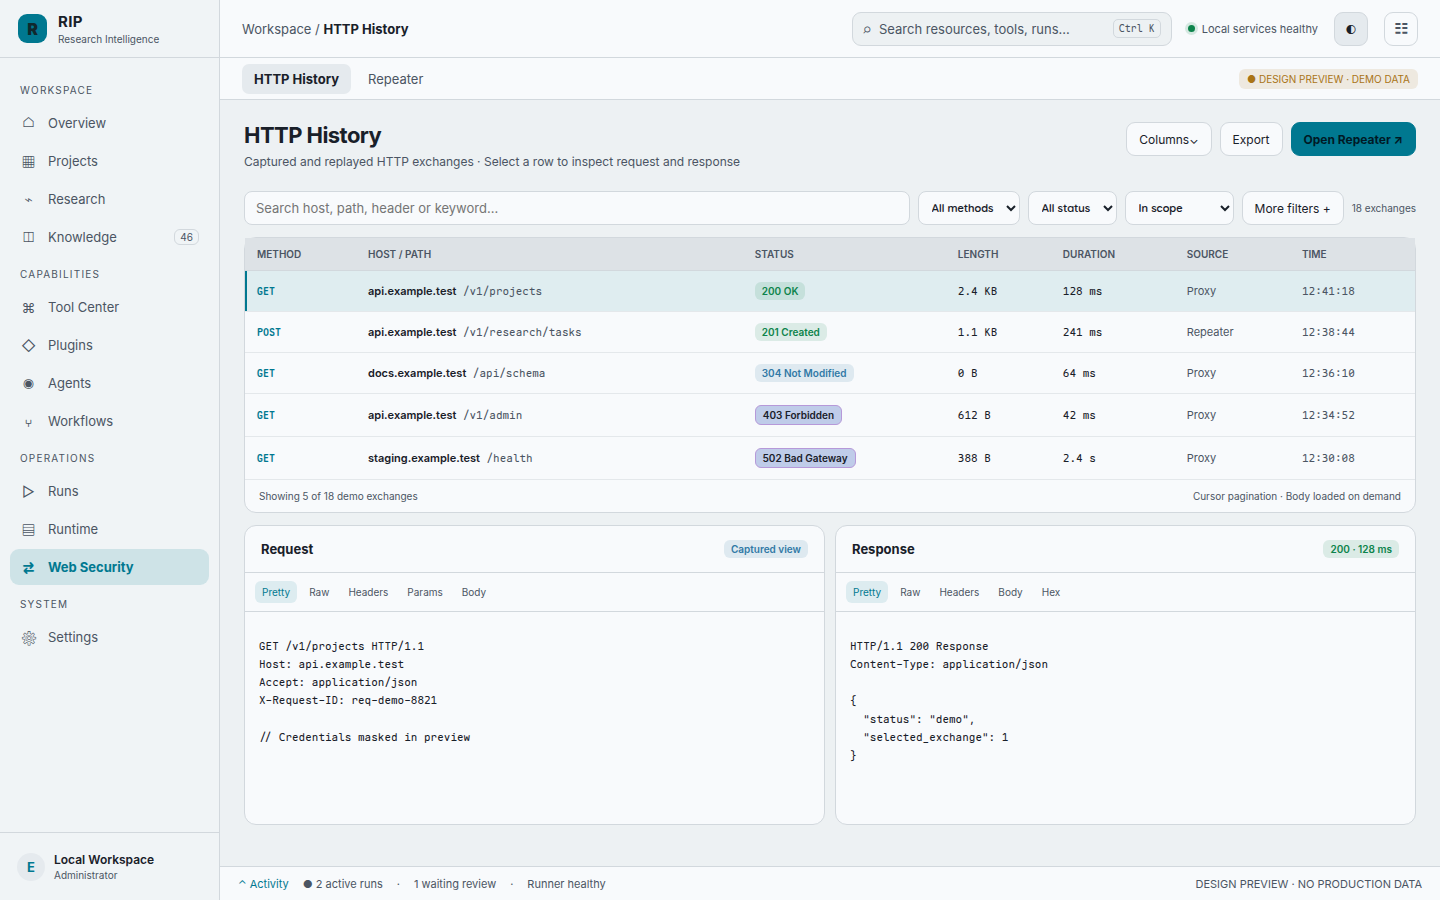 R RIP
Research Intelligence
Workspace / HTTP History
Search resources, tools, runs... Ctrl K
Local services healthy
HTTP History Repeater
DESIGN PREVIEW · DEMO DATA
WORKSPACE
Overview
Projects
Research
Knowledge 46
CAPABILITIES
Tool Center
Plugins
Agents
Workflows
OPERATIONS
Runs
Runtime
Web Security
SYSTEM
Settings
E Local Workspace
Administrator
HTTP History
Captured and replayed HTTP exchanges · Select a row to inspect request and response
Columns Export Open Repeater ↗
Search host, path, header or keyword... All methods All status In scope More filters + 18 exchanges
METHOD HOST / PATH STATUS LENGTH DURATION SOURCE TIME
GET api.example.test /v1/projects 200 OK 2.4 KB 128 ms Proxy 12:41:18
POST api.example.test /v1/research/tasks 201 Created 1.1 KB 241 ms Repeater 12:38:44
GET docs.example.test /api/schema 304 Not Modified 0 B 64 ms Proxy 12:36:10
GET api.example.test /v1/admin 403 Forbidden 612 B 42 ms Proxy 12:34:52
GET staging.example.test /health 502 Bad Gateway 388 B 2.4 s Proxy 12:30:08
Showing 5 of 18 demo exchanges Cursor pagination · Body loaded on demand
Request Captured view
Pretty Raw Headers Params Body
GET /v1/projects HTTP/1.1
Host: api.example.test
Accept: application/json
X-Request-ID: req-demo-8821
// Credentials masked in preview
Response 200 · 128 ms
Pretty Raw Headers Body Hex
HTTP/1.1 200 Response
Content-Type: application/json
{
"status": "demo",
"selected_exchange": 1
}
Activity 2 active runs · 1 waiting review · Runner healthy
DESIGN PREVIEW · NO PRODUCTION DATA